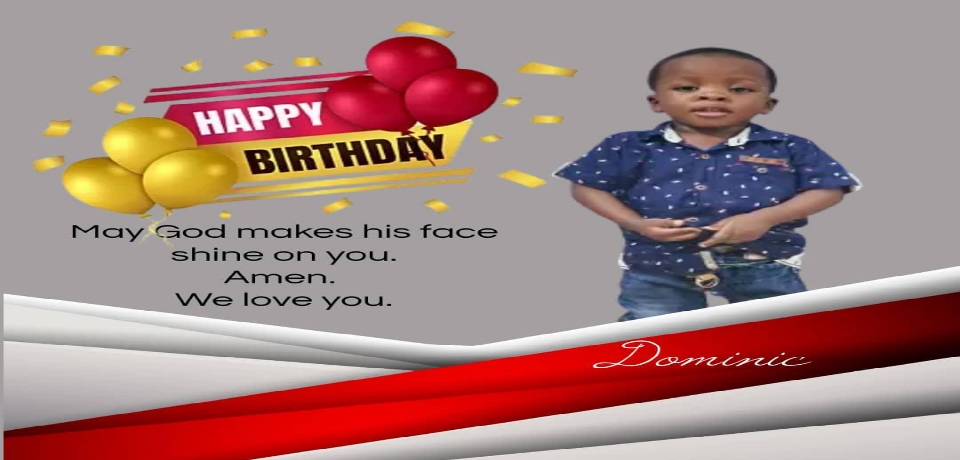 HAPPY
BIRTHDAY
May God makes his face
shine on you.
Amen.
We love you.
Dominic